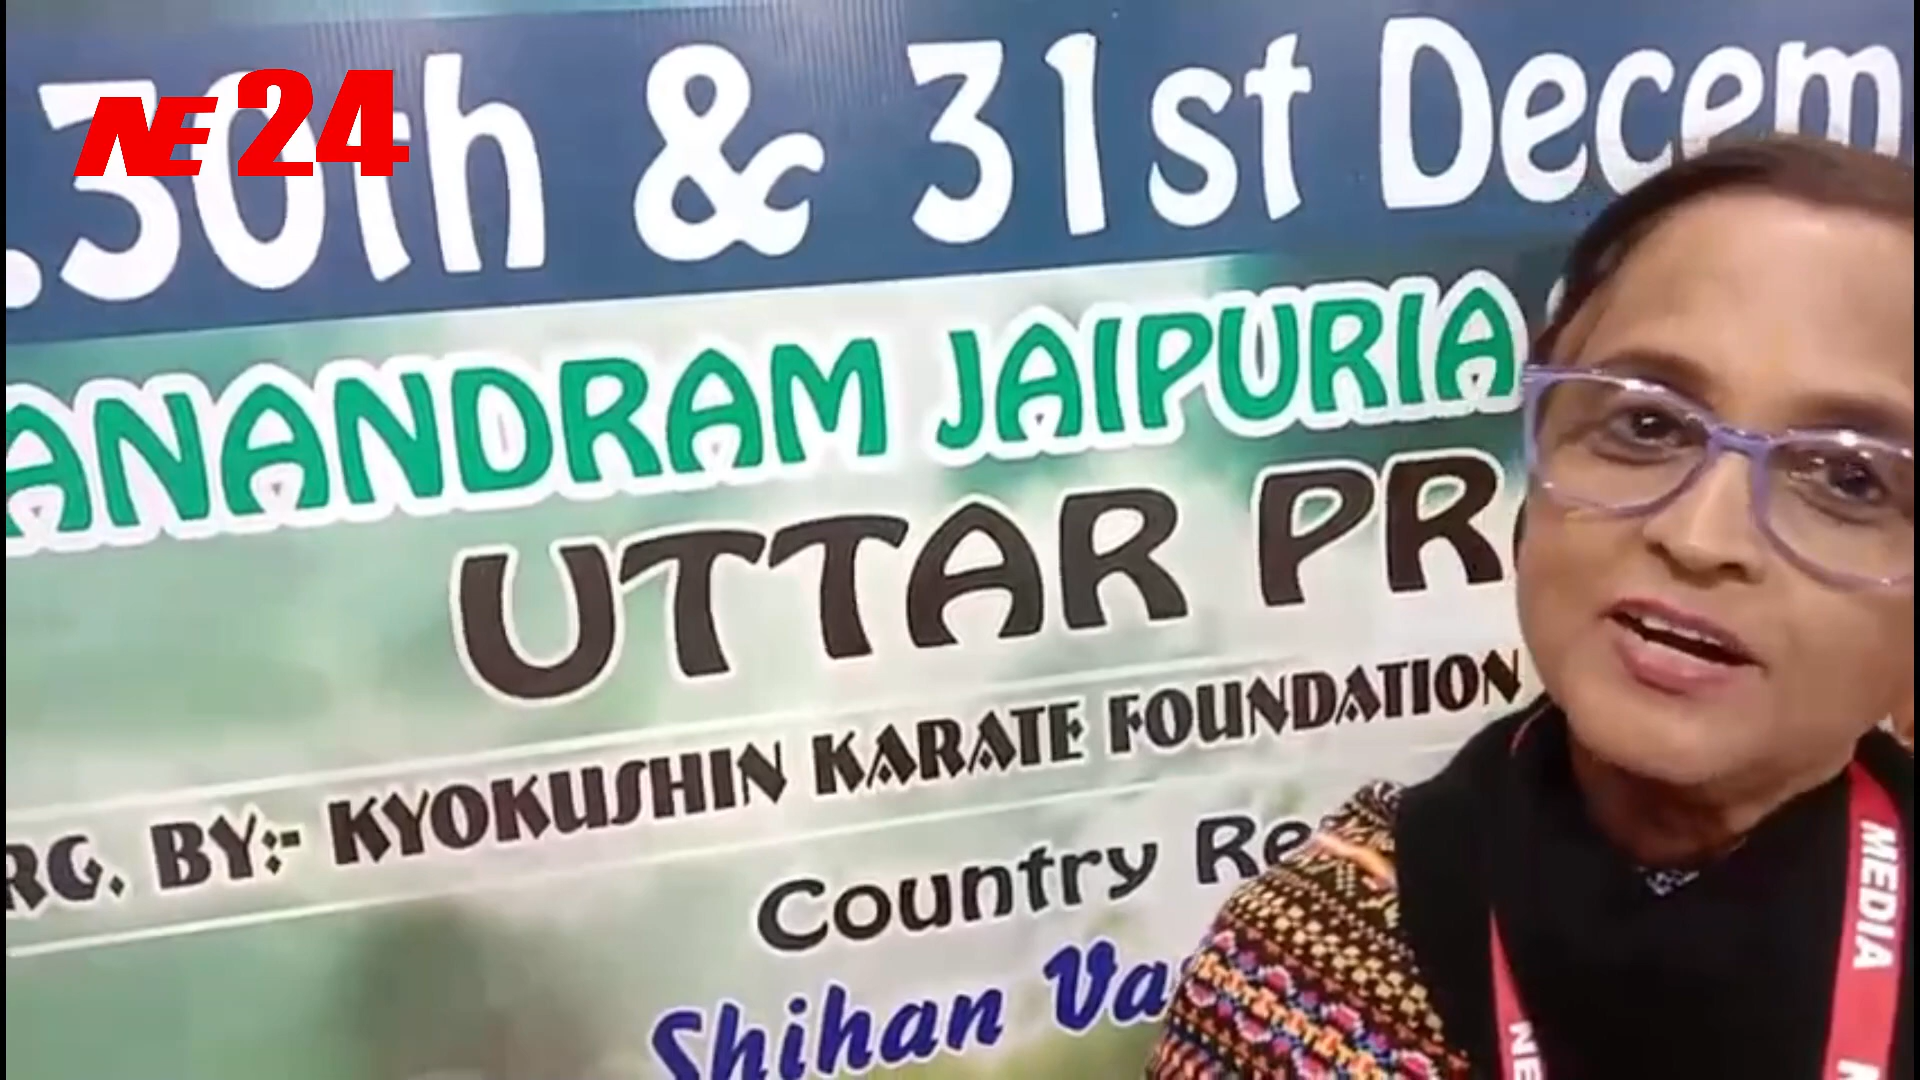 NE 24
.30th & 31st Decem
ANANDRAM JAIPURIA
UTTAR PR
RG. BY:- KYOKUSHIN KARATE FOUNDATION
Country Re
Shihan Va
MEDIA
NE